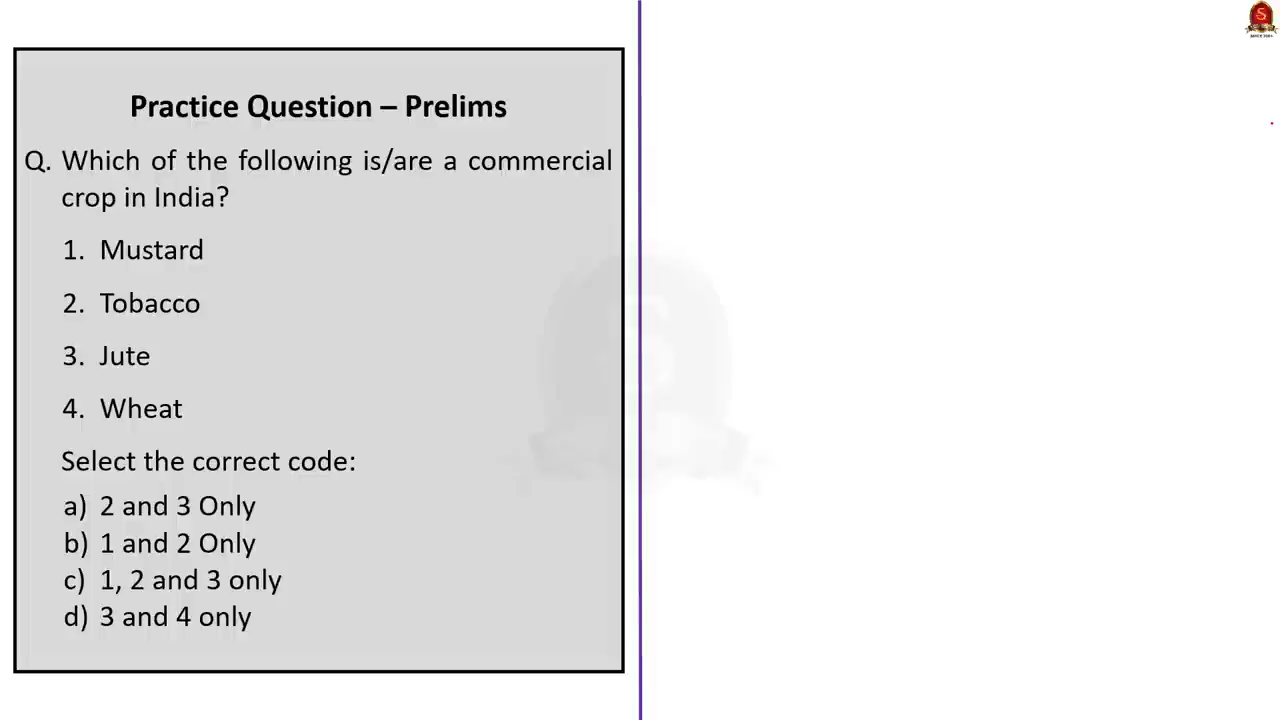 Practice Question – Prelims
Q. Which of the following is/are a commercial
crop in India?
1. Mustard
2. Tobacco
3. Jute
4. Wheat
Select the correct code:
a) 2 and 3 Only
b) 1 and 2 Only
c) 1, 2 and 3 only
d) 3 and 4 only